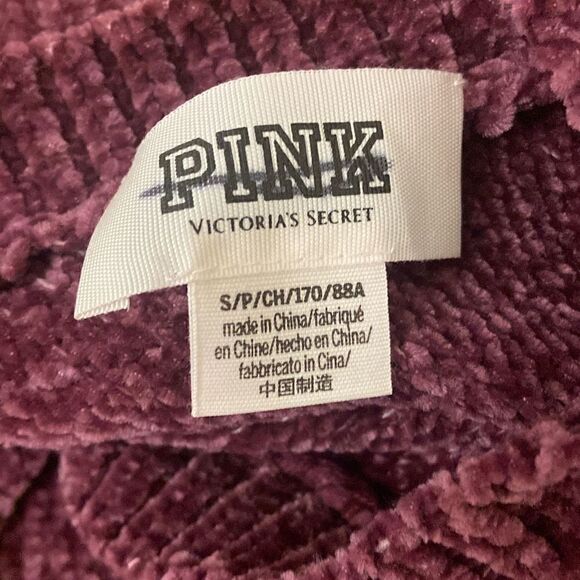 PINK
VICTORIA'S SECRET
S/P/CH/170/88A
made in China/fabriqué
en Chine/hecho en China/
fabbricato in Cina/
中国制造